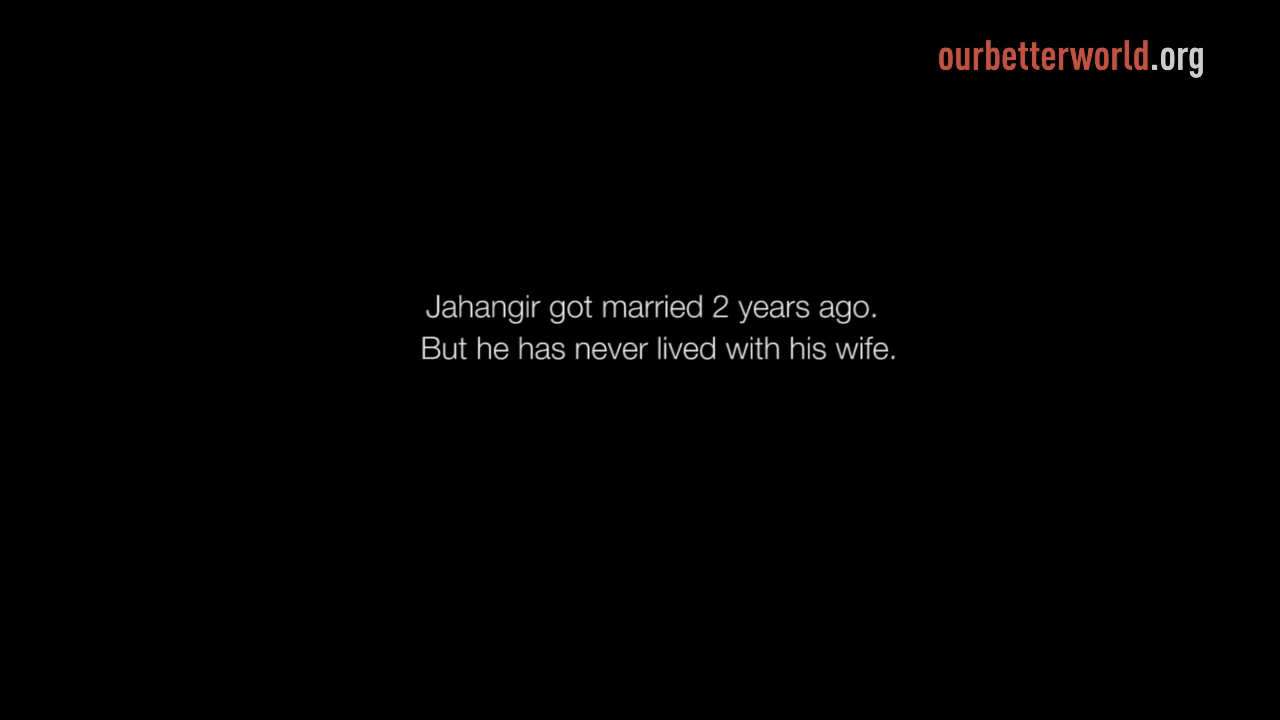 ourbetterworld.org
Jahangir got married 2 years ago.
But he has never lived with his wife.